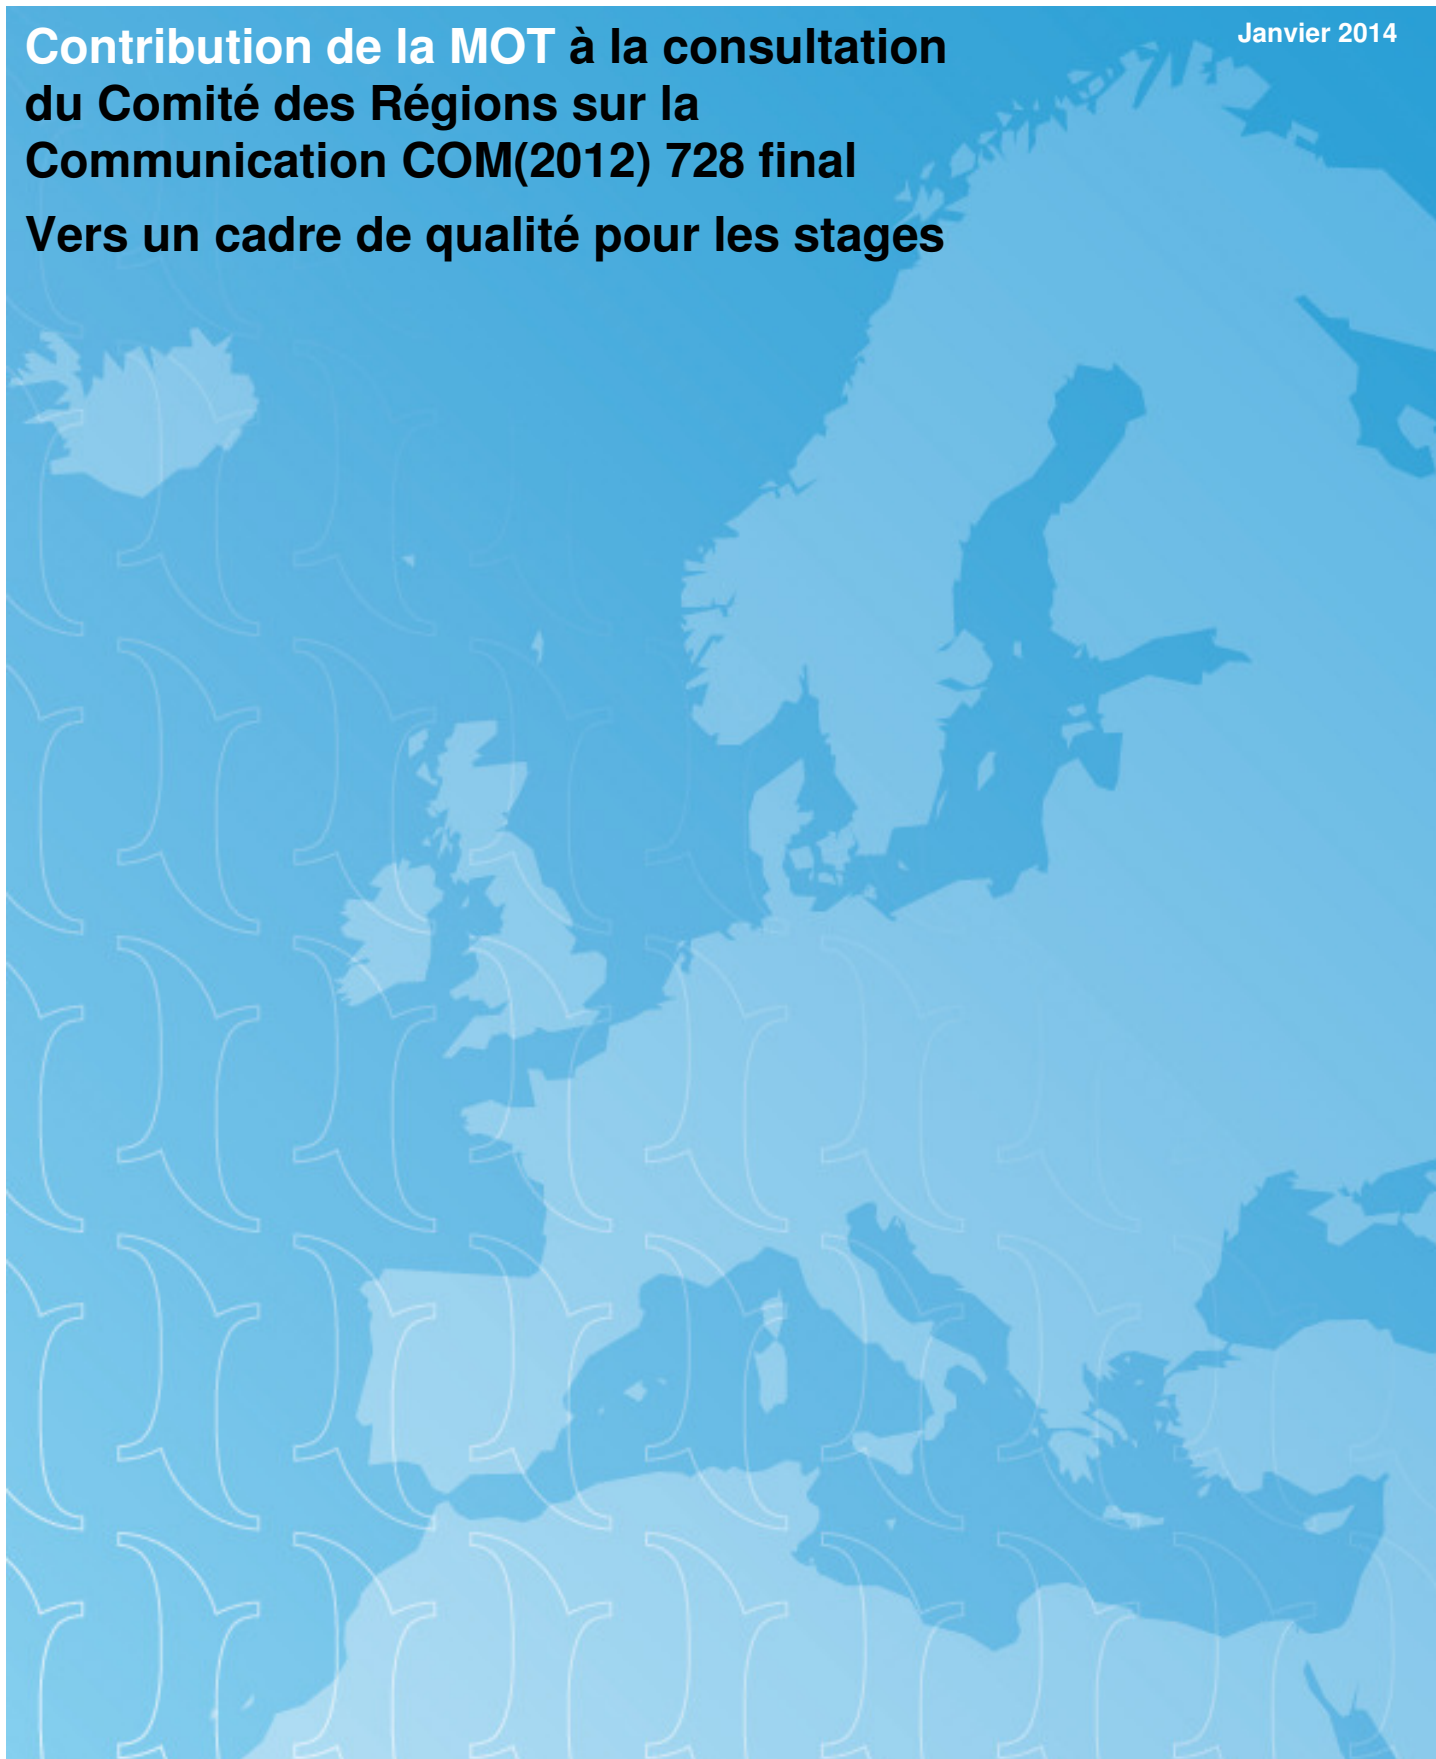 Contribution de la MOT à la consultation
du Comité des Régions sur la
Communication COM(2012) 728 final
Vers un cadre de qualité pour les stages
Janvier 2014